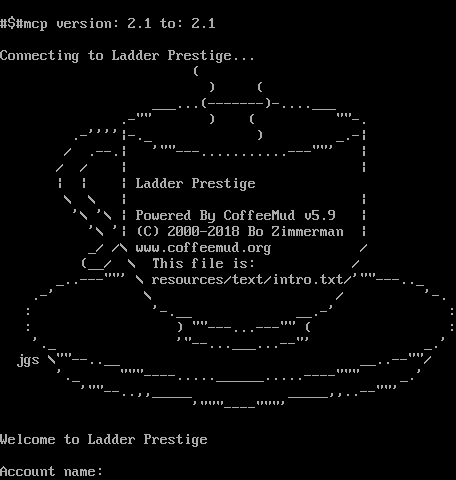 #$#mcp version: 2.1 to: 2.1
Connecting to Ladder Prestige...
Ladder Prestige
Powered By CoffeeMud v5.9
(C) 2000-2018 Bo Zimmerman
www.coffeemud.org
This file is:
resources/text/intro.txt
jgs
Welcome to Ladder Prestige
Account name: